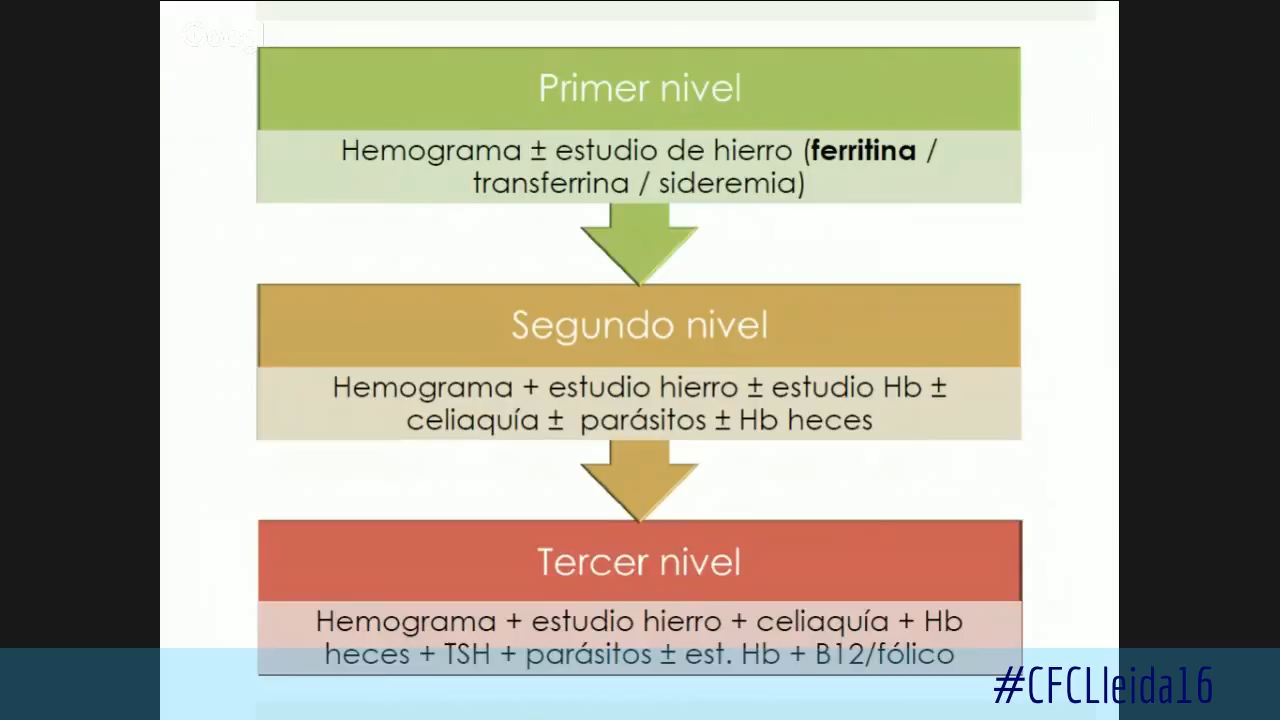 Primer nivel
Hemograma ± estudio de hierro (ferritina /
transferrina / sideremia)
Segundo nivel
Hemograma + estudio hierro ± estudio Hb ±
celiaquía ± parásitos ± Hb heces
Tercer nivel
Hemograma + estudio hierro + celiaquía + Hb
heces + TSH + parásitos ± est. Hb + B12/fólico
#CFCLleida16